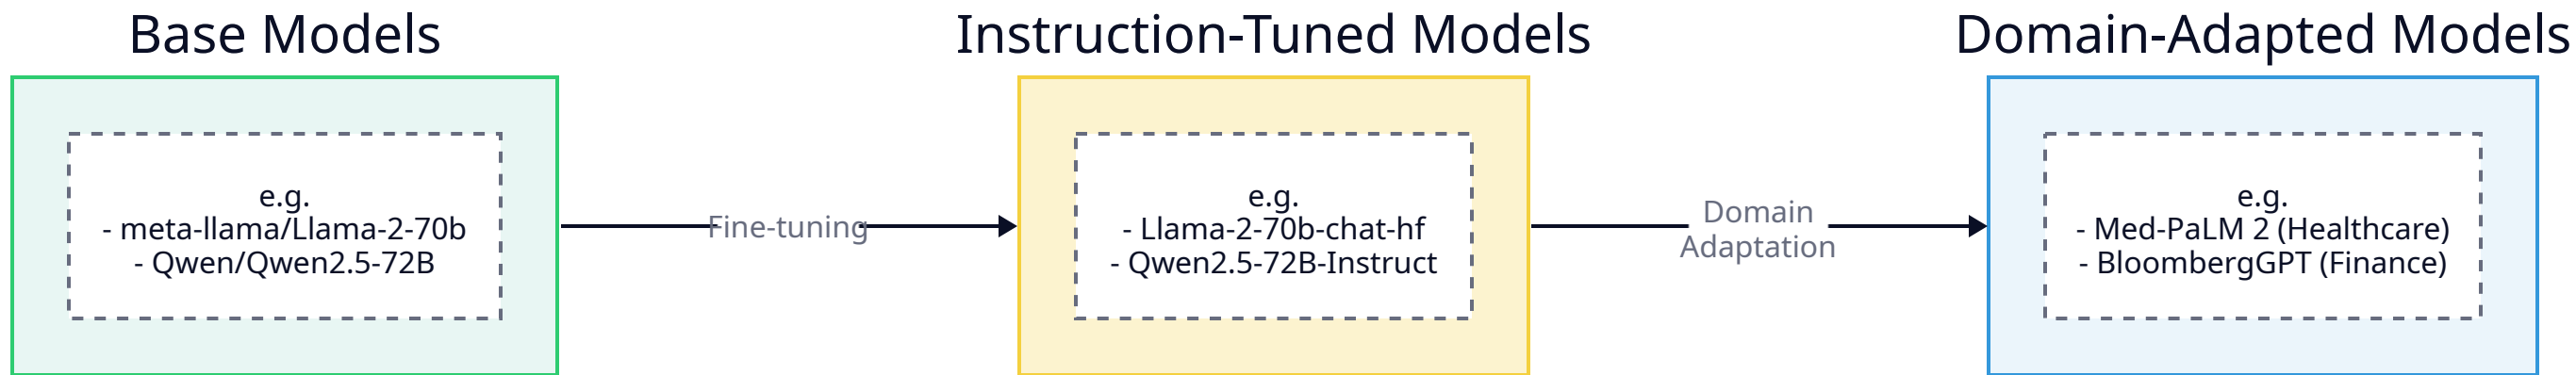 Base Models
e.g.
- meta-llama/Llama-2-70b
- Qwen/Qwen2.5-72B
Fine-tuning
Instruction-Tuned Models
e.g.
- Llama-2-70b-chat-hf
- Qwen2.5-72B-Instruct
Domain
Adaptation
Domain-Adapted Models
e.g.
- Med-PaLM 2 (Healthcare)
- BloombergGPT (Finance)